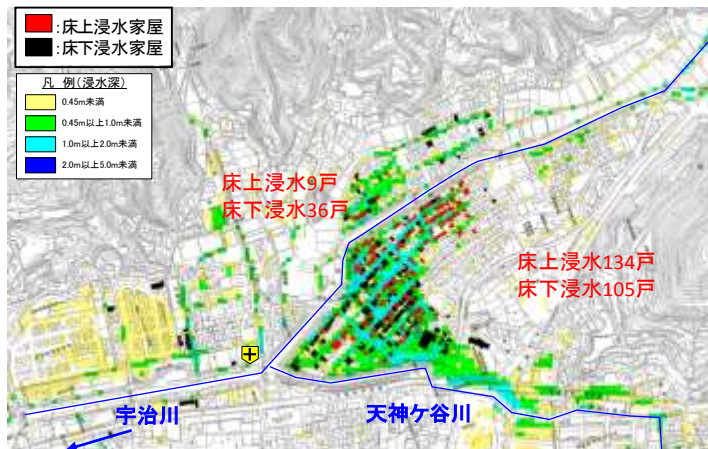 :床上浸水家屋
:床下浸水家屋
凡 例(浸水深)
0.45m未満
0.45m以上1.0m未満
1.0m以上2.0m未満
2.0m以上5.0m未満
床上浸水9戸
床下浸水36戸
床上浸水134戸
床下浸水105戸
宇治川
天神ケ谷川